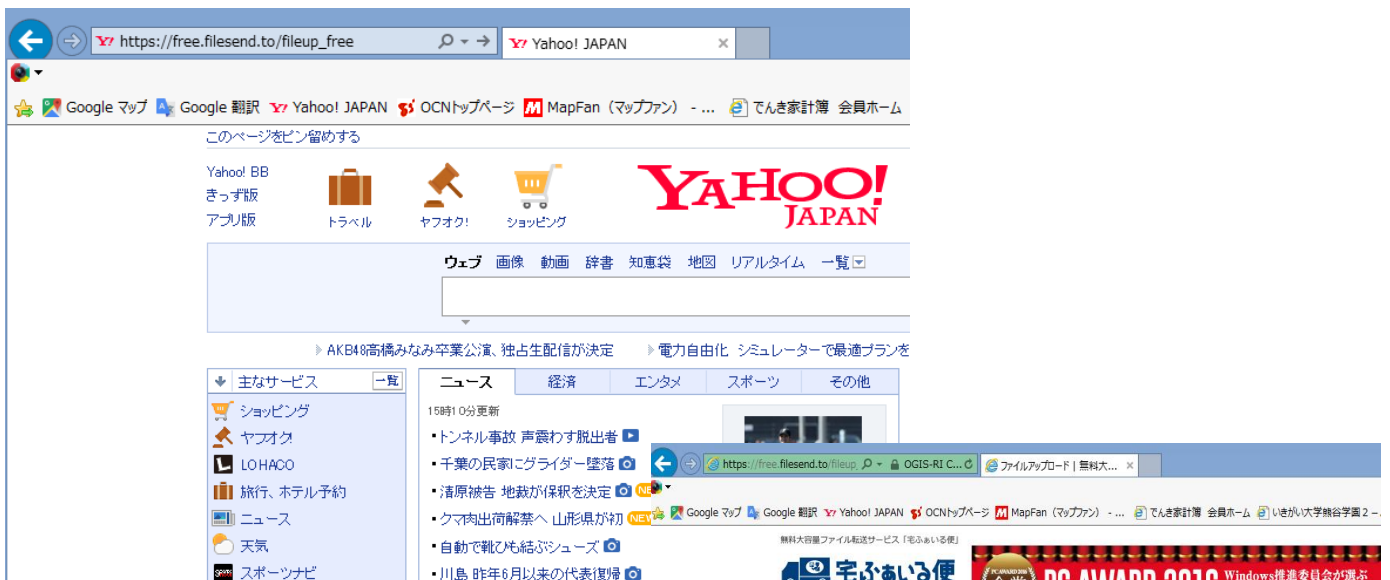 https://free.filesend.to/fileup_free
Yahoo! JAPAN
Google マップ Google 翻訳 Yahoo! JAPAN OCNトップページ MapFan（マップファン） - ... でんき家計簿 会員ホーム
このページをピン留めする
Yahoo! BB
きっず版
アプリ版
トラベル ヤフオク! ショッピング
YAHOO!
JAPAN
ウェブ 画像 動画 辞書 知恵袋 地図 リアルタイム 一覧
AKB48高橋みなみ卒業公演、独占生配信が決定 電力自由化 シミュレーターで最適プランを
主なサービス 一覧
ショッピング
ヤフオク
LOHACO
旅行、ホテル予約
ニュース
天気
スポーツナビ
ニュース 経済 エンタメ スポーツ その他
15時10分更新
・トンネル事故 声震わす脱出者
・千葉の民家にグライダー墜落
・清原被告 地裁が保釈を決定
・クマ肉出荷解禁へ 山形県が初 NEW
・自動で靴ひも結ぶシューズ
・川島 昨年6月以来の代表復帰
https://free.filesend.to/fileup_ OGIS-RI C...
ファイルアップロード | 無料大...
Google マップ Google 翻訳 Yahoo! JAPAN OCNトップページ MapFan（マップファン） - ... でんき家計簿 会員ホーム いきがい大学熊谷学園２－
無料大容量ファイル転送サービス「宅ふぁいる便」
宅ふぁいる便
PC AWARD 2016 Windows推進委員会が選ぶ